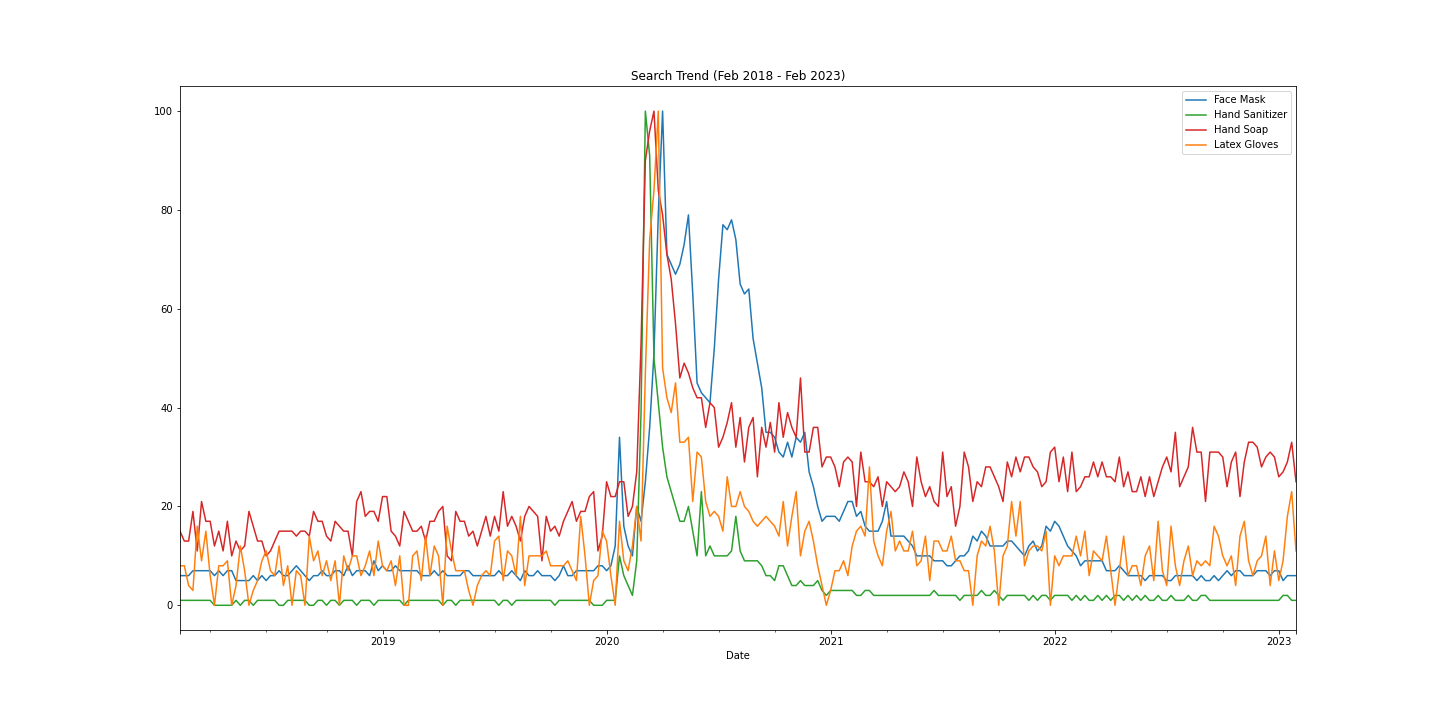 Search Trend (Feb 2018 - Feb 2023)
Face Mask
Hand Sanitizer
Hand Soap
Latex Gloves
100
80
60
40
20
0
2019
2020
2021
2022
2023
Date